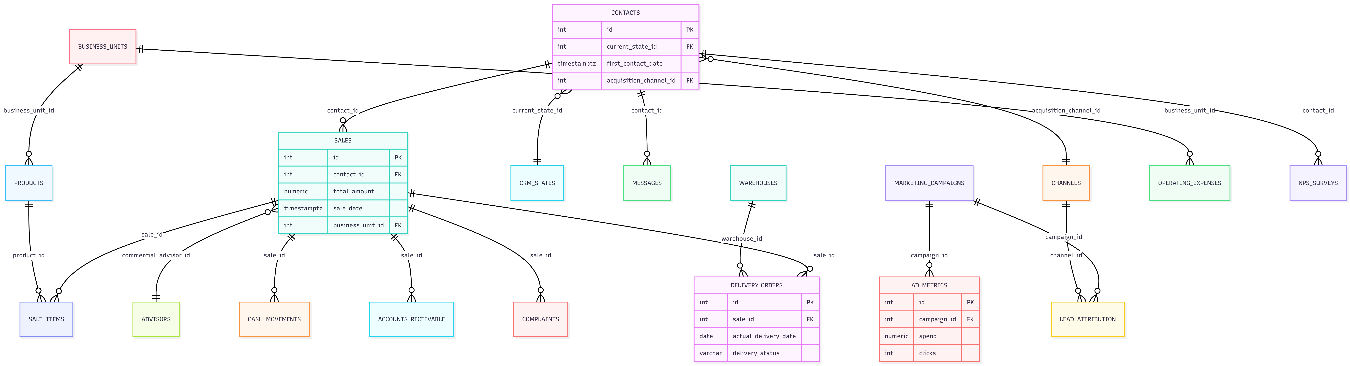 CONTACTS
int id PK
int current_state_id FK
timestamptz first_contact_date
int acquisition_channel_id FK
BUSINESS_UNITS
business_unit_id
contact_id
current_state_id
contact_id
acquisition_channel_id
business_unit_id
contact_id
SALES
int id PK
int contact_id FK
numeric total_amount
timestamptz sale_date
int business_unit_id FK
PRODUCTS
CRM_STATES
MESSAGES
WAREHOUSES
MARKETING_CAMPAIGNS
CHANNELS
OPERATING_EXPENSES
NPS_SURVEYS
sale_id
warehouse_id
campaign_id
product_id
commercial_advisor_id
sale_id
sale_id
sale_id
sale_id
campaign_id
channel_id
SALE_ITEMS
ADVISORS
CASH_MOVEMENTS
ACCOUNTS_RECEIVABLE
COMPLAINTS
DELIVERY_ORDERS
int id PK
int sale_id FK
date actual_delivery_date
varchar delivery_status
AD_METRICS
int id PK
int campaign_id FK
numeric spend
int clicks
LEAD_ATTRIBUTION